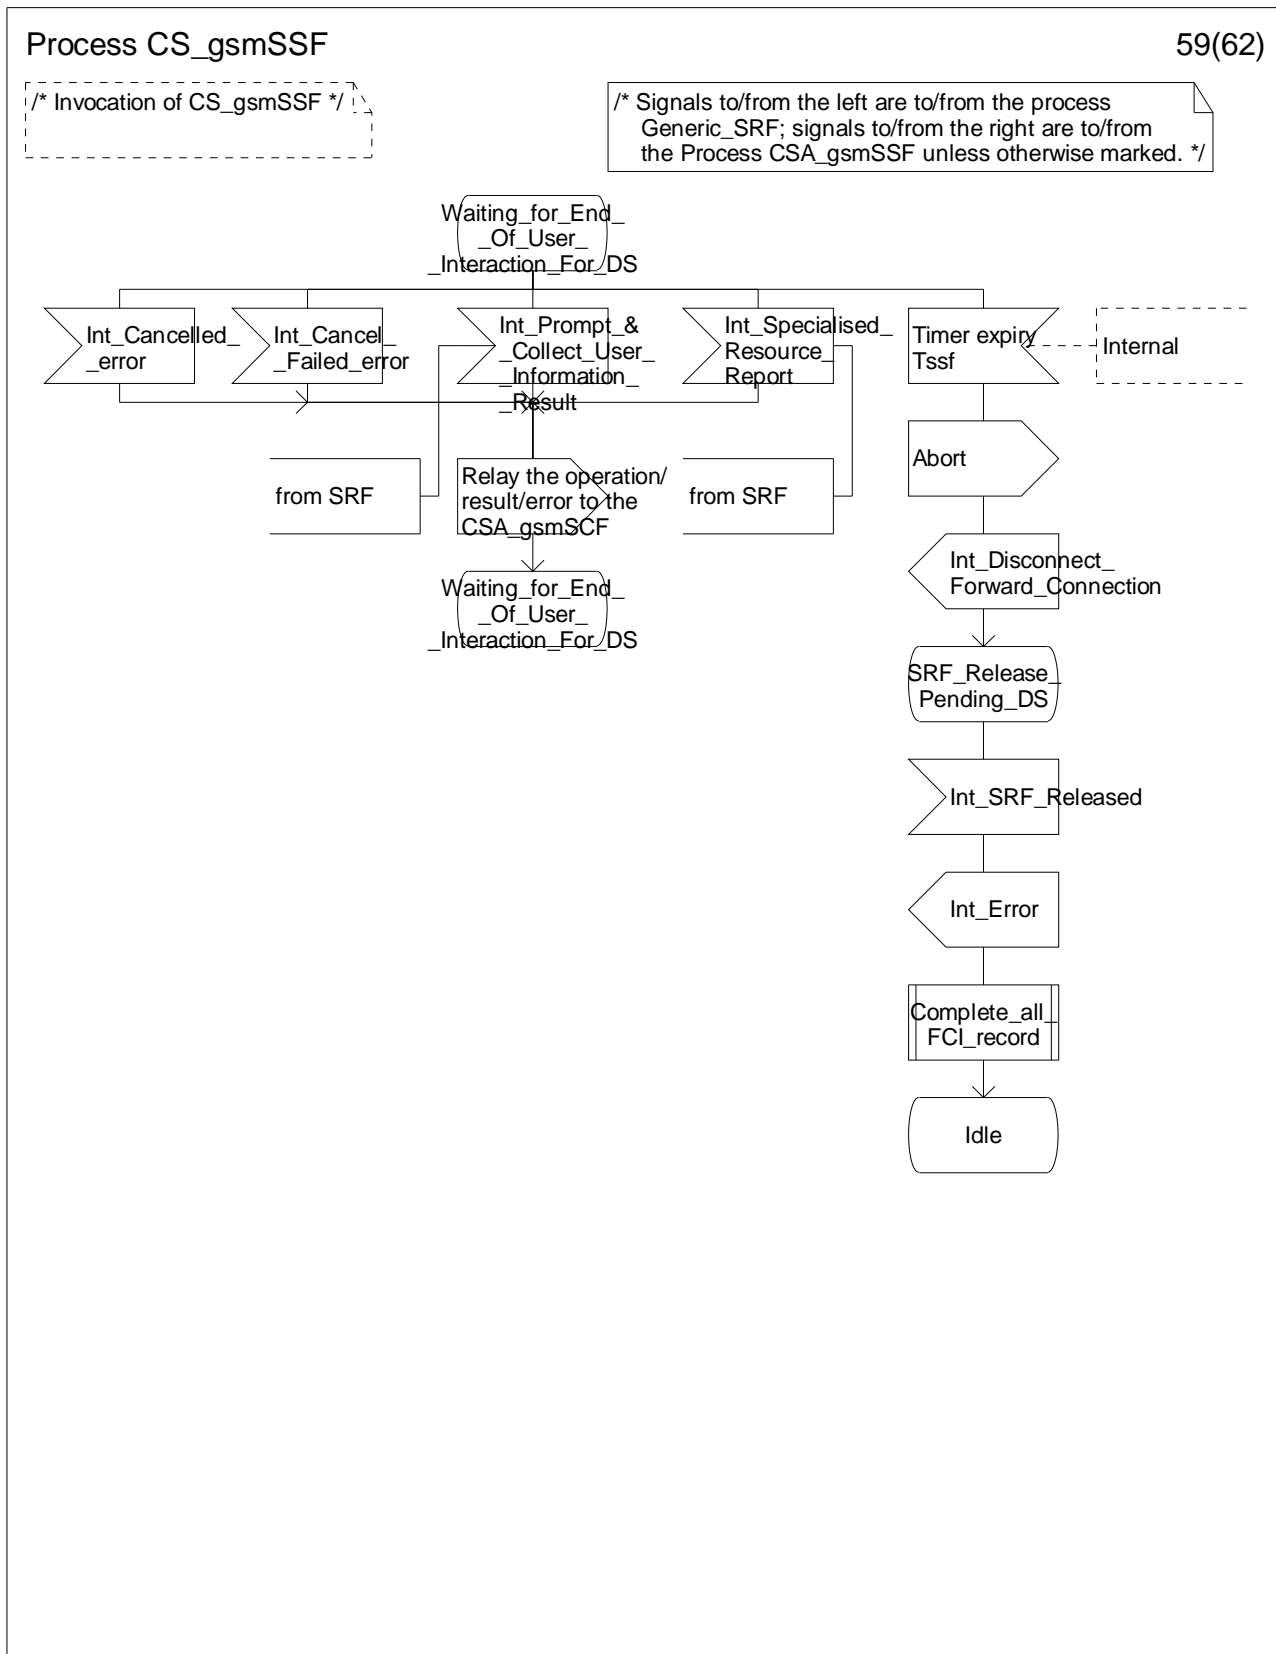 Process CS_gsmSSF
59(62)
/* Invocation of CS_gsmSSF */
/* Signals to/from the left are to/from the process
Generic_SRF; signals to/from the right are to/from
the Process CSA_gsmSSF unless otherwise marked. */
Waiting_for_End_
_Of_User_
_Interaction_For_DS
Int_Cancelled_
_error
Int_Cancel_
_Failed_error
Int_Prompt_&
_Collect_User_
_Information_
_Result
Int_Specialised_
Resource_
Report
Timer expiry
Tssf
Internal
from SRF
Relay the operation/
result/error to the
CSA_gsmSCF
from SRF
Abort
Waiting_for_End_
_Of_User_
_Interaction_For_DS
Int_Disconnect_
Forward_Connection
SRF_Release_
Pending_DS
Int_SRF_Released
Int_Error
Complete_all_
FCI_record
Idle